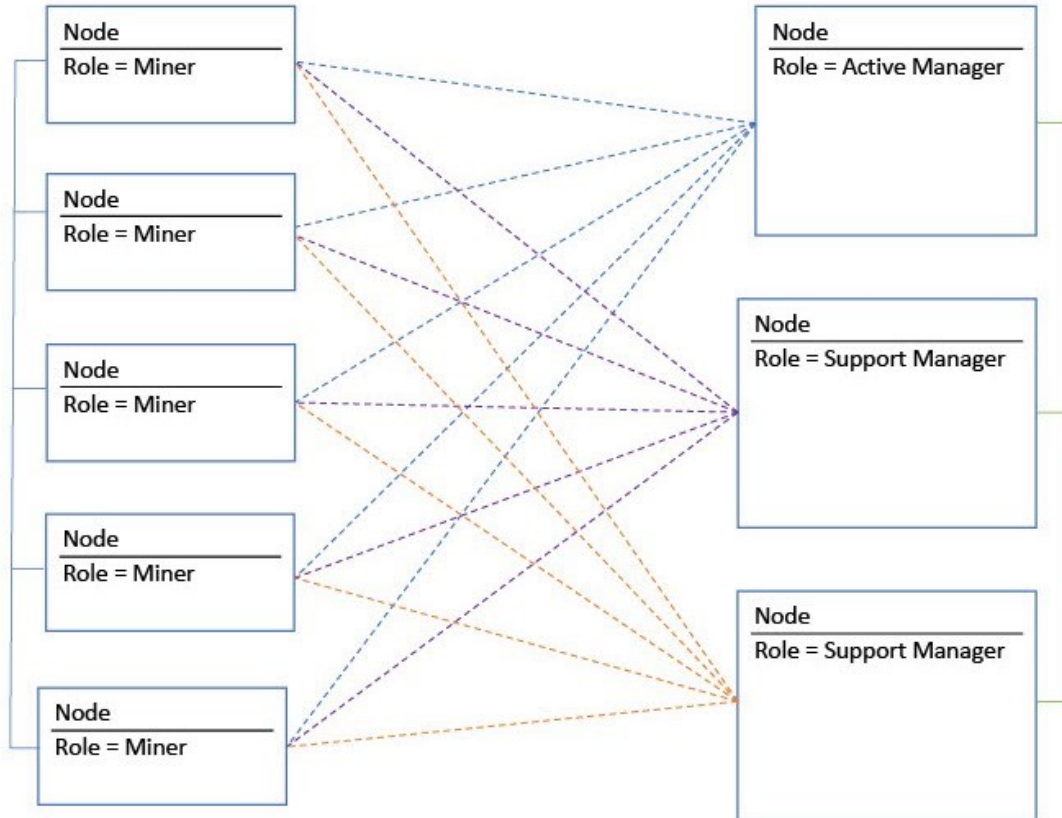 Node
Role = Miner
Node
Role = Miner
Node
Role = Miner
Node
Role = Miner
Node
Role = Miner
Node
Role = Active Manager
Node
Role = Support Manager
Node
Role = Support Manager